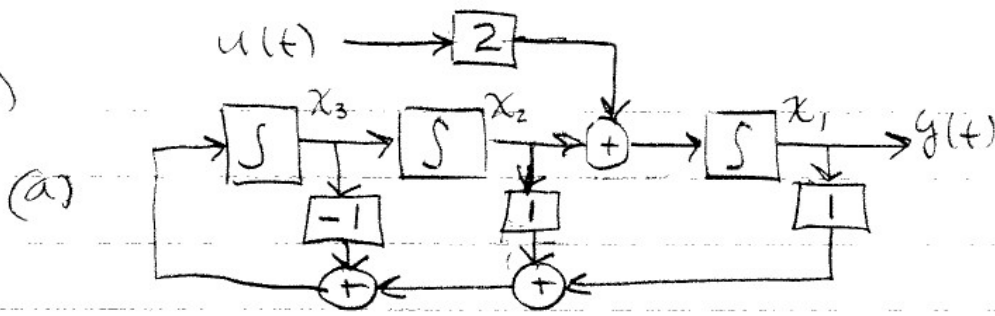 u(t) 2
)
∫ x₃ ∫ x₂ + ∫ x₁ y(t)
(a)
-1 1 1
+ +